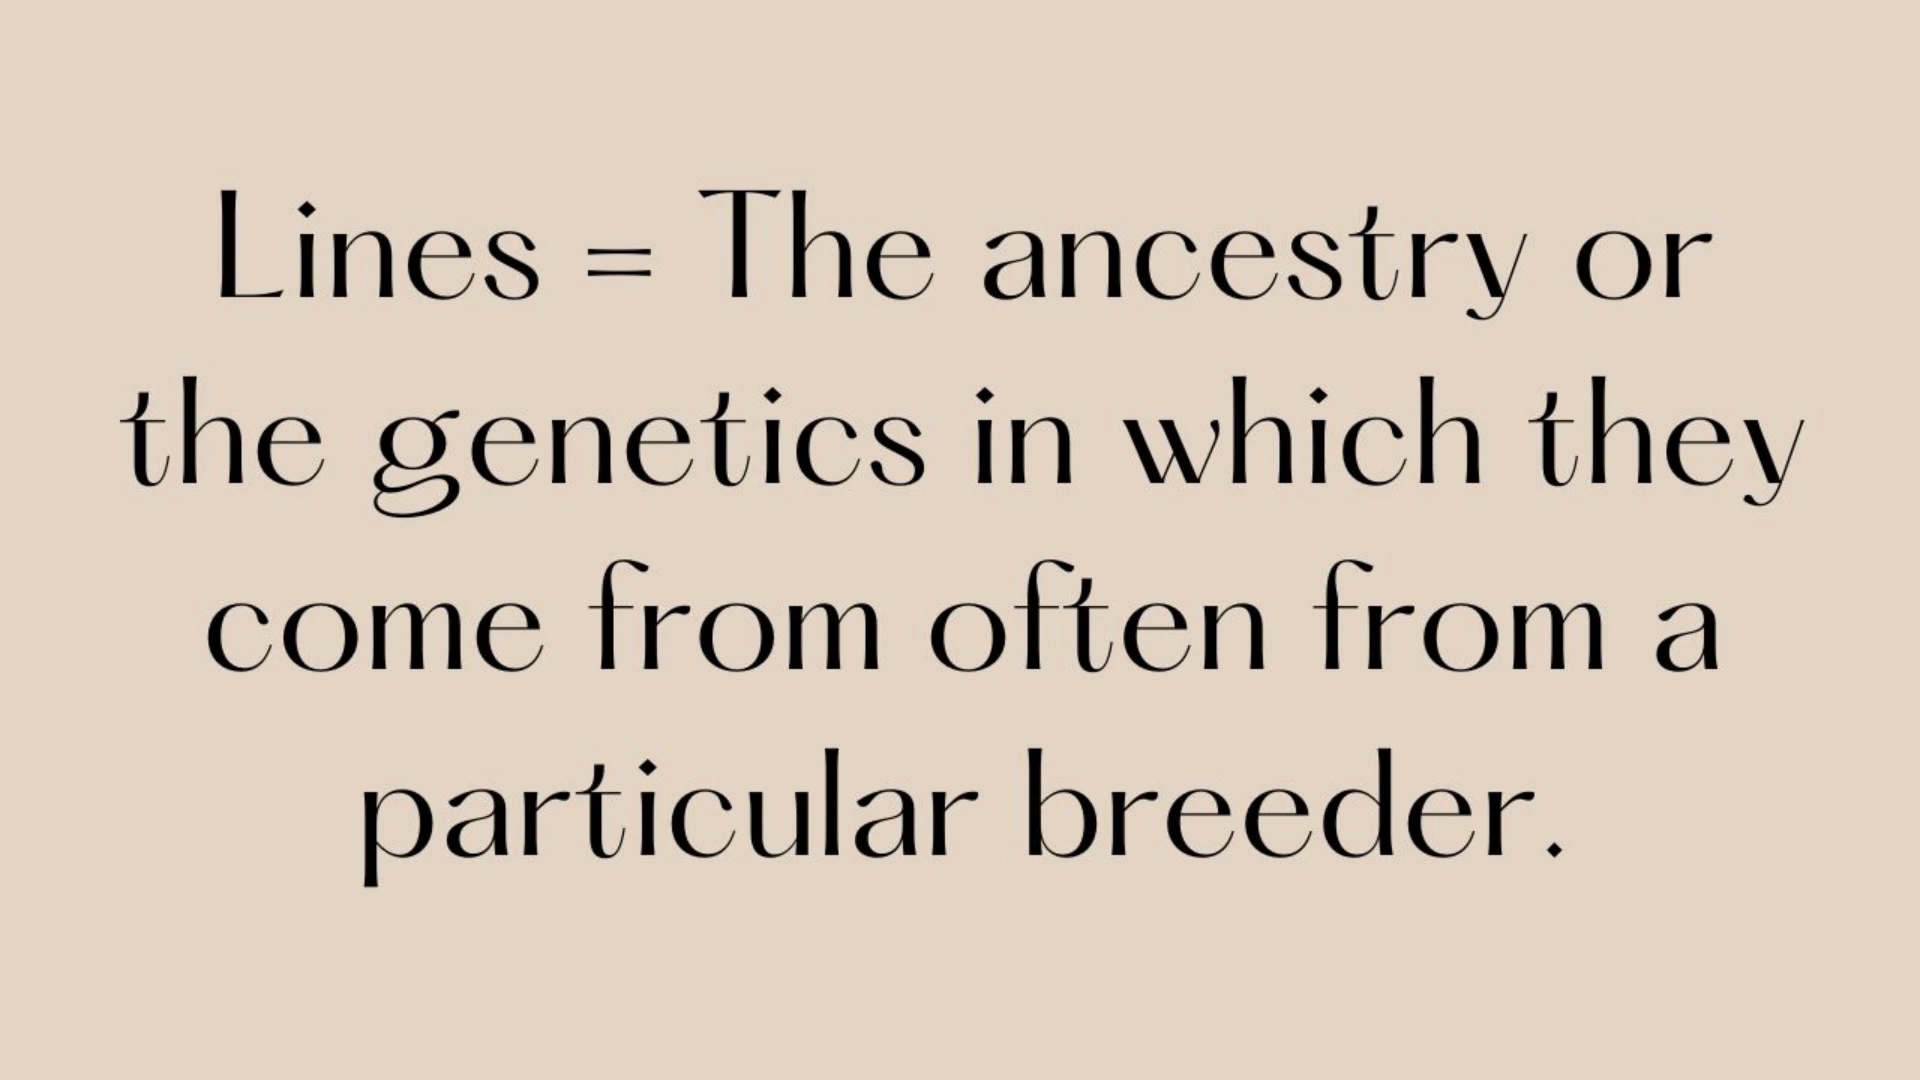 Lines = The ancestry or
the genetics in which they
come from often from a
particular breeder.